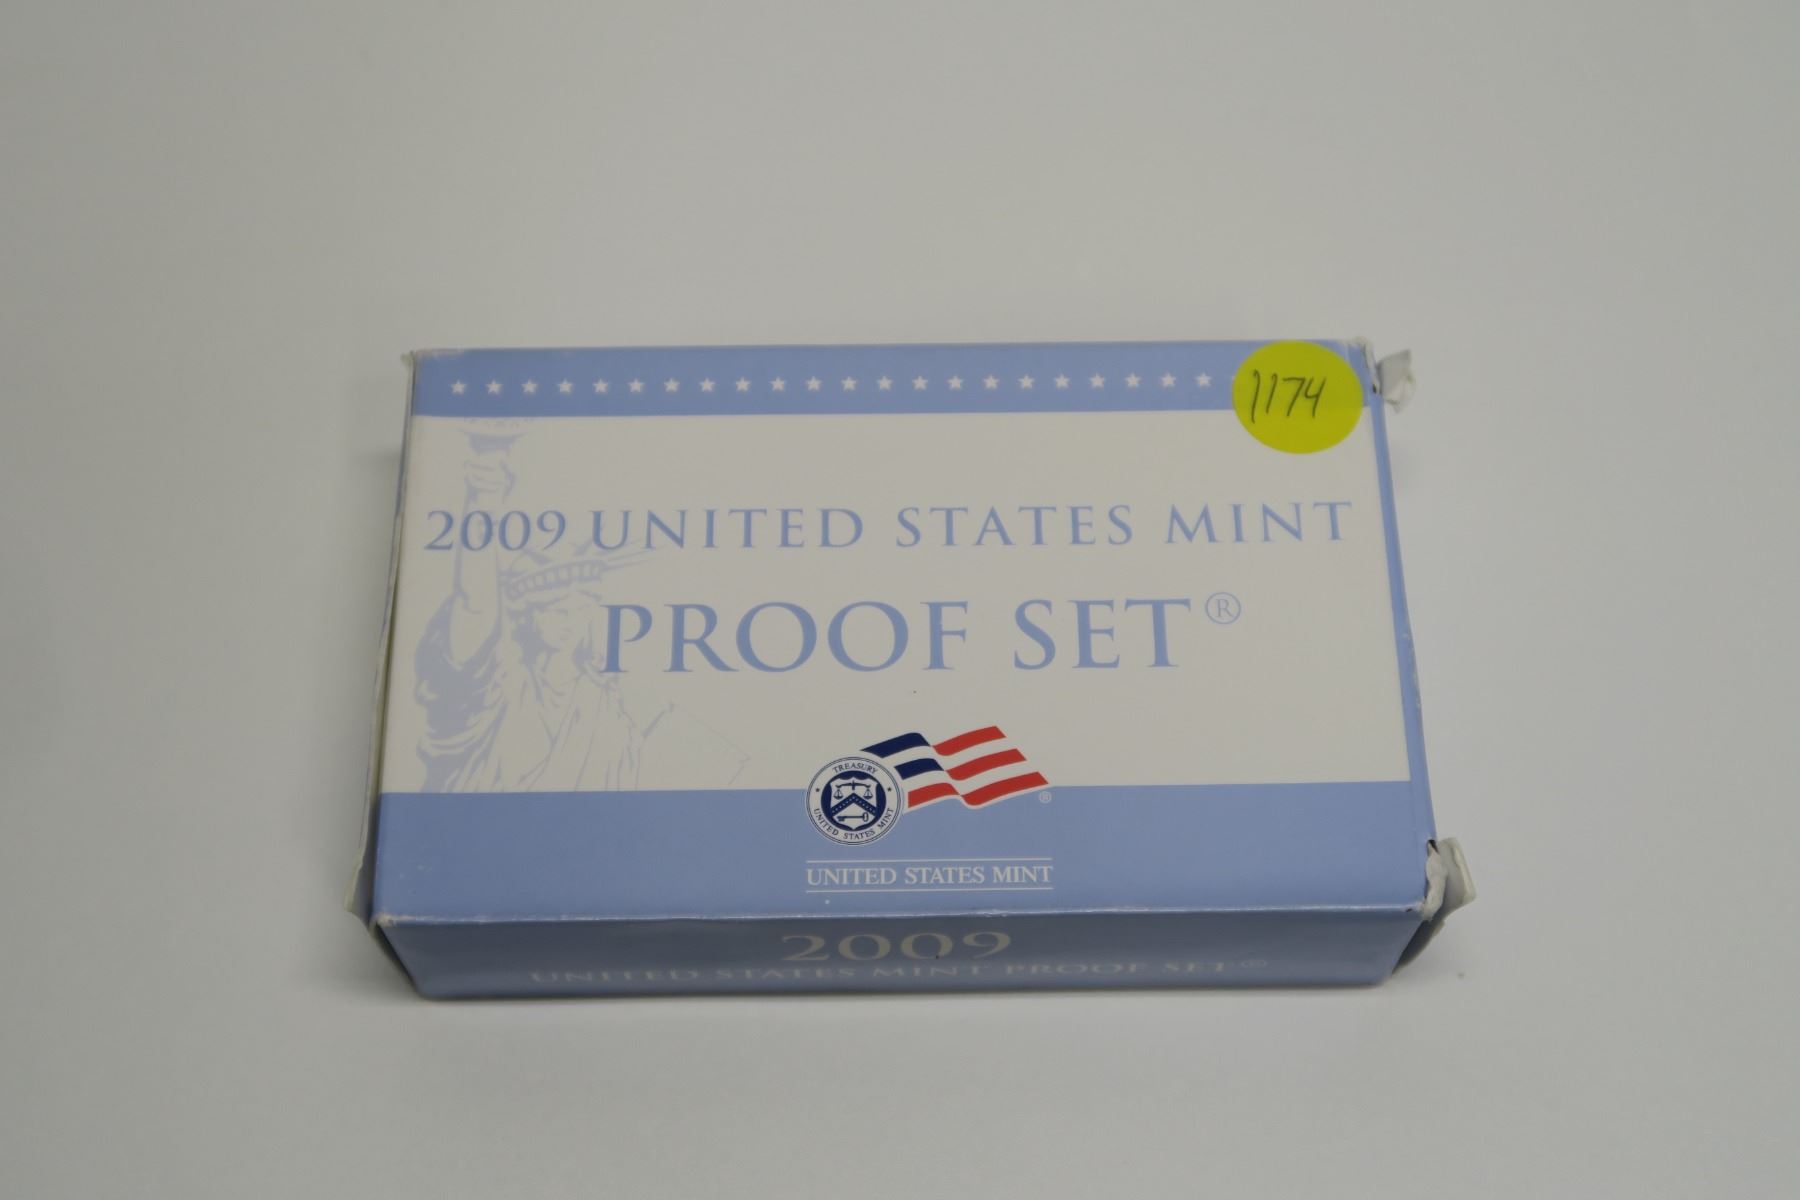 1174
2009 UNITED STATES MINT
PROOF SET®
TREASURY
UNITED STATES MINT
®
UNITED STATES MINT
2009
UNITED STATES MINT PROOF SET®